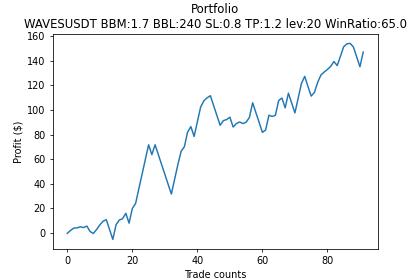 Portfolio
WAVESUSDT BBM:1.7 BBL:240 SL:0.8 TP:1.2 lev:20 WinRatio:65.0
160
140
120
100
80
60
40
20
0
Profit ($)
0 20 40 60 80
Trade counts